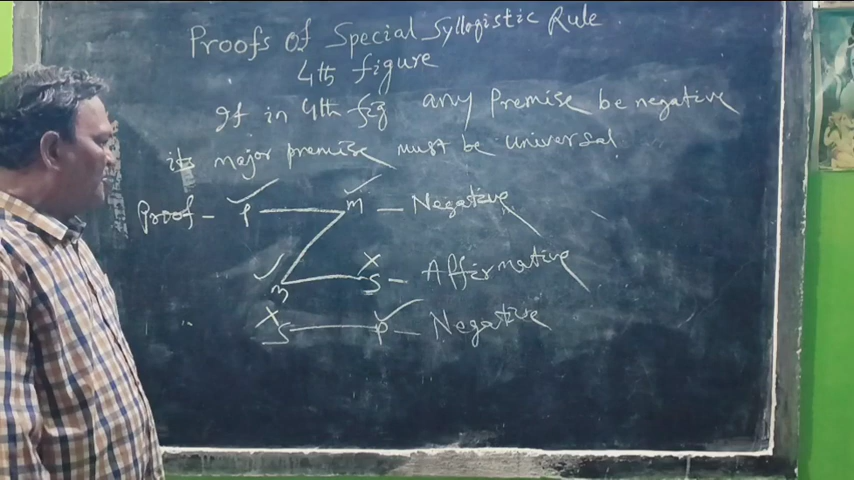 Proofs of Special Syllogistic Rule
4th figure
If in 4th fig any Premise be negative
its major premise must be universal
Proof - P M - Negative
M S - Affirmative
S P - Negative